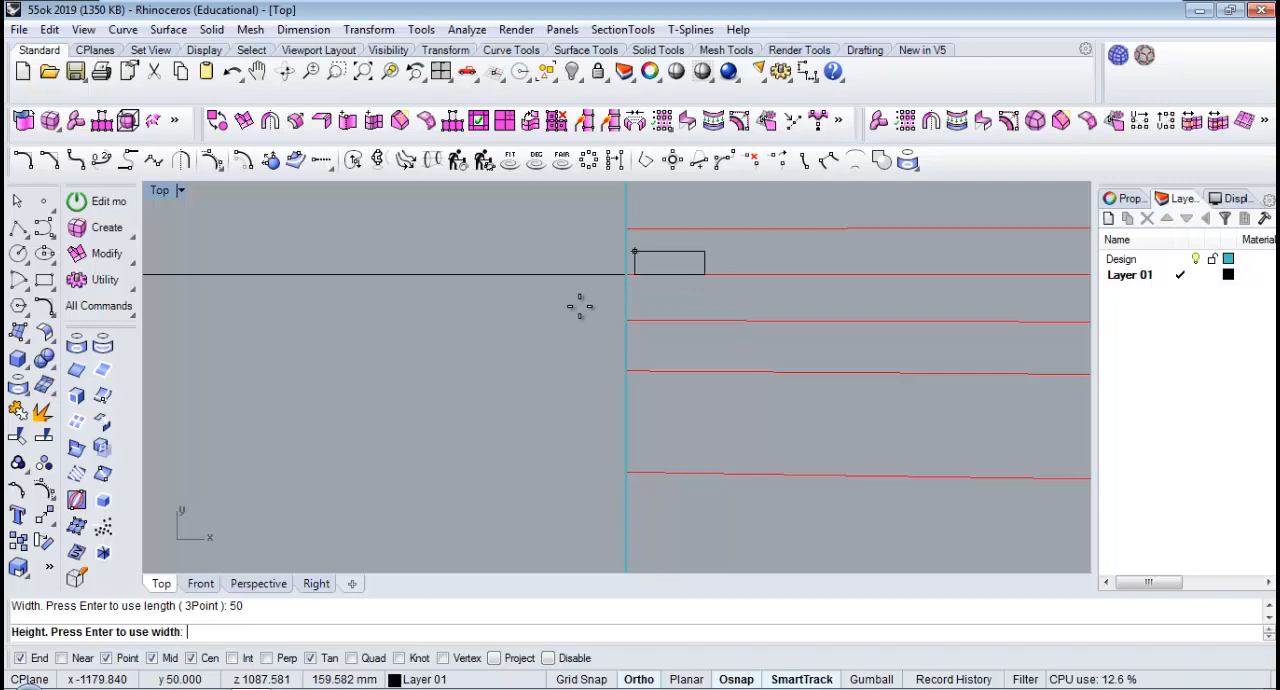 55ok 2019 (1350 KB) - Rhinoceros (Educational) - [Top]
File Edit View Curve Surface Solid Mesh Dimension Transform Tools Analyze Render Panels SectionTools T-Splines Help
Standard CPlanes Set View Display Select Viewport Layout Visibility Transform Curve Tools Surface Tools Solid Tools Mesh Tools Render Tools Drafting New in V5
FIT DEG FAIR
Top
Edit mo
Create
Modify
Utility
All Commands
Prop... Laye... Displ...
Name Material
Design
Layer 01
y
x
Top Front Perspective Right
Width. Press Enter to use length ( 3Point ): 50
Height. Press Enter to use width:
End Near Point Mid Cen Int Perp Tan Quad Knot Vertex Project Disable
CPlane x -1179.840 y 50.000 z 1087.581 159.582 mm Layer 01 Grid Snap Ortho Planar Osnap SmartTrack Gumball Record History Filter CPU use: 12.6 %